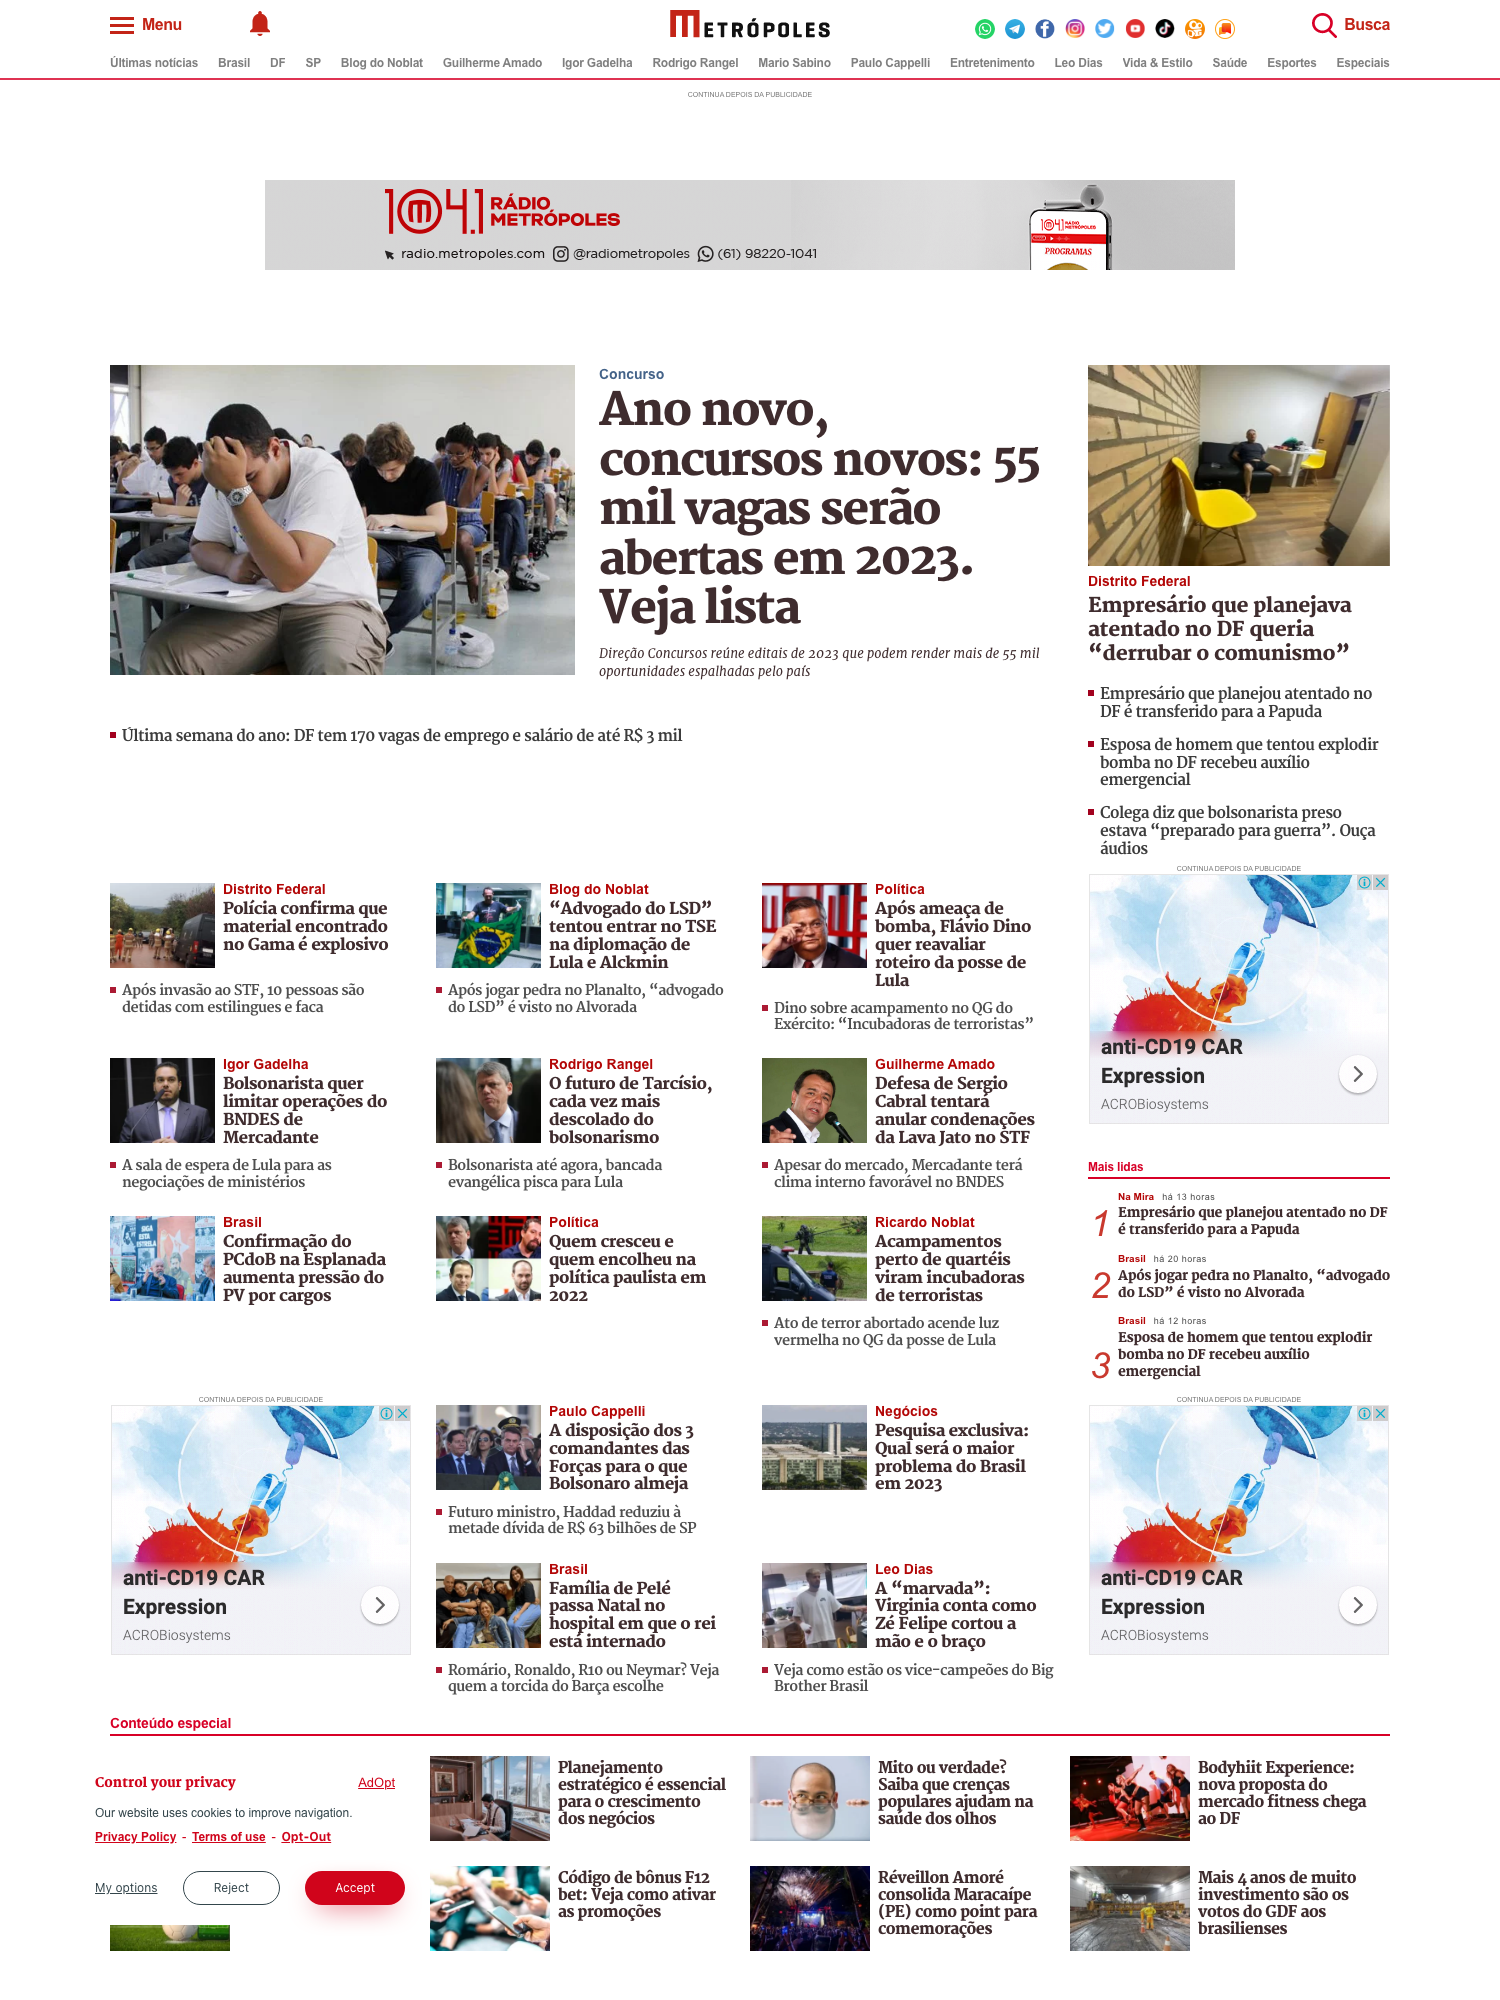 Menu
METRÓPOLES
Busca
Últimas notícias Brasil DF SP Blog do Noblat Guilherme Amado Igor Gadelha Rodrigo Rangel Mario Sabino Paulo Cappelli Entretenimento Leo Dias Vida & Estilo Saúde Esportes Especiais
CONTINUA DEPOIS DA PUBLICIDADE
104.1 RÁDIO METRÓPOLES
radio.metropoles.com @radiometropoles (61) 98220-1041
104.1 RÁDIO METRÓPOLES
PROGRAMAS
Concurso
Ano novo,
concursos novos: 55
mil vagas serão
abertas em 2023.
Veja lista
Direção Concursos reúne editais de 2023 que podem render mais de 55 mil
oportunidades espalhadas pelo país
Última semana do ano: DF tem 170 vagas de emprego e salário de até R$ 3 mil
Distrito Federal
Empresário que planejava
atentado no DF queria
“derrubar o comunismo”
Empresário que planejou atentado no
DF é transferido para a Papuda
Esposa de homem que tentou explodir
bomba no DF recebeu auxílio
emergencial
Colega diz que bolsonarista preso
estava “preparado para guerra”. Ouça
áudios
Distrito Federal
Polícia confirma que
material encontrado
no Gama é explosivo
Após invasão ao STF, 10 pessoas são
detidas com estilingues e faca
Blog do Noblat
“Advogado do LSD”
tentou entrar no TSE
na diplomação de
Lula e Alckmin
Após jogar pedra no Planalto, “advogado
do LSD” é visto no Alvorada
Política
Após ameaça de
bomba, Flávio Dino
quer reavaliar
roteiro da posse de
Lula
Dino sobre acampamento no QG do
Exército: “Incubadoras de terroristas”
CONTINUA DEPOIS DA PUBLICIDADE
anti-CD19 CAR
Expression
ACROBiosystems
Igor Gadelha
Bolsonarista quer
limitar operações do
BNDES de
Mercadante
A sala de espera de Lula para as
negociações de ministérios
Rodrigo Rangel
O futuro de Tarcísio,
cada vez mais
descolado do
bolsonarismo
Bolsonarista até agora, bancada
evangélica pisca para Lula
Guilherme Amado
Defesa de Sergio
Cabral tentará
anular condenações
da Lava Jato no STF
Apesar do mercado, Mercadante terá
clima interno favorável no BNDES
Brasil
Confirmação do
PCdoB na Esplanada
aumenta pressão do
PV por cargos
SIGA
ESTA
ESTRELA
Política
Quem cresceu e
quem encolheu na
política paulista em
2022
Ricardo Noblat
Acampamentos
perto de quartéis
viram incubadoras
de terroristas
Ato de terror abortado acende luz
vermelha no QG da posse de Lula
Mais lidas
1
Na Mira há 13 horas
Empresário que planejou atentado no DF
é transferido para a Papuda
2
Brasil há 20 horas
Após jogar pedra no Planalto, “advogado
do LSD” é visto no Alvorada
3
Brasil há 12 horas
Esposa de homem que tentou explodir
bomba no DF recebeu auxílio
emergencial
CONTINUA DEPOIS DA PUBLICIDADE
anti-CD19 CAR
Expression
ACROBiosystems
Paulo Cappelli
A disposição dos 3
comandantes das
Forças para o que
Bolsonaro almeja
Futuro ministro, Haddad reduziu à
metade dívida de R$ 63 bilhões de SP
Negócios
Pesquisa exclusiva:
Qual será o maior
problema do Brasil
em 2023
CONTINUA DEPOIS DA PUBLICIDADE
anti-CD19 CAR
Expression
ACROBiosystems
Brasil
Família de Pelé
passa Natal no
hospital em que o rei
está internado
Romário, Ronaldo, R10 ou Neymar? Veja
quem a torcida do Barça escolhe
Leo Dias
A “marvada”:
Virginia conta como
Zé Felipe cortou a
mão e o braço
Veja como estão os vice-campeões do Big
Brother Brasil
Conteúdo especial
Control your privacy
AdOpt
Our website uses cookies to improve navigation.
Privacy Policy - Terms of use - Opt-Out
My options
Reject
Accept
Planejamento
estratégico é essencial
para o crescimento
dos negócios
Mito ou verdade?
Saiba que crenças
populares ajudam na
saúde dos olhos
Bodyhiit Experience:
nova proposta do
mercado fitness chega
ao DF
Código de bônus F12
bet: Veja como ativar
as promoções
Réveillon Amoré
consolida Maracaípe
(PE) como point para
comemorações
Mais 4 anos de muito
investimento são os
votos do GDF aos
brasilienses